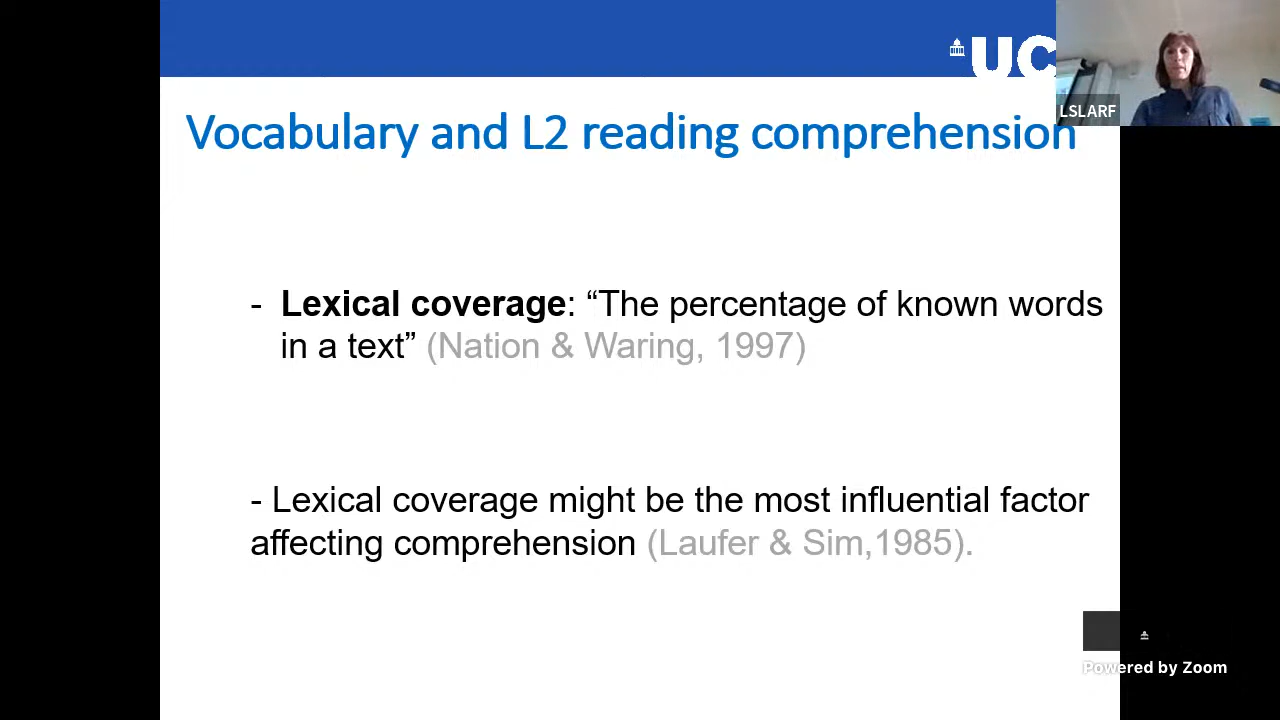 UC
LSLARF
Vocabulary and L2 reading comprehension
- Lexical coverage: “The percentage of known words
in a text” (Nation & Waring, 1997)
- Lexical coverage might be the most influential factor
affecting comprehension (Laufer & Sim,1985).
Powered by Zoom